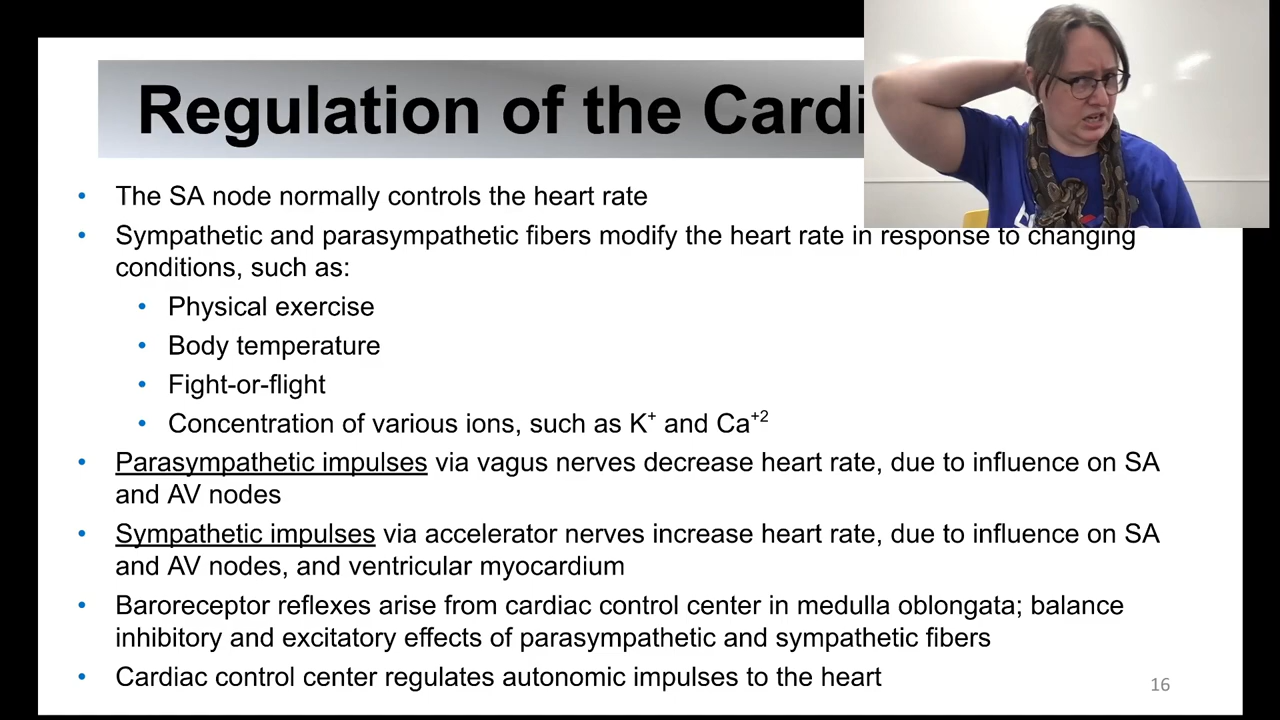 Regulation of the Cardi
• The SA node normally controls the heart rate
• Sympathetic and parasympathetic fibers modify the heart rate in response to changing
conditions, such as:
• Physical exercise
• Body temperature
• Fight-or-flight
• Concentration of various ions, such as K⁺ and Ca⁺²
• Parasympathetic impulses via vagus nerves decrease heart rate, due to influence on SA
and AV nodes
• Sympathetic impulses via accelerator nerves increase heart rate, due to influence on SA
and AV nodes, and ventricular myocardium
• Baroreceptor reflexes arise from cardiac control center in medulla oblongata; balance
inhibitory and excitatory effects of parasympathetic and sympathetic fibers
• Cardiac control center regulates autonomic impulses to the heart
16